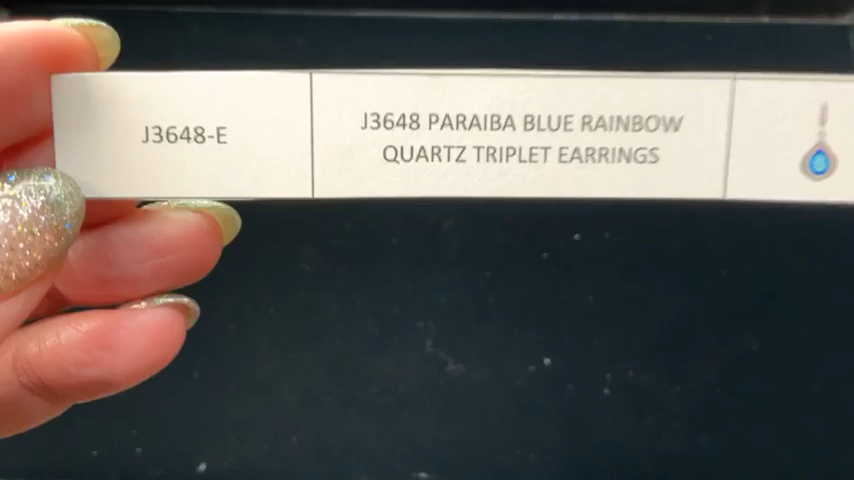 J3648-E
J3648 PARAIBA BLUE RAINBOW
QUARTZ TRIPLET EARRINGS